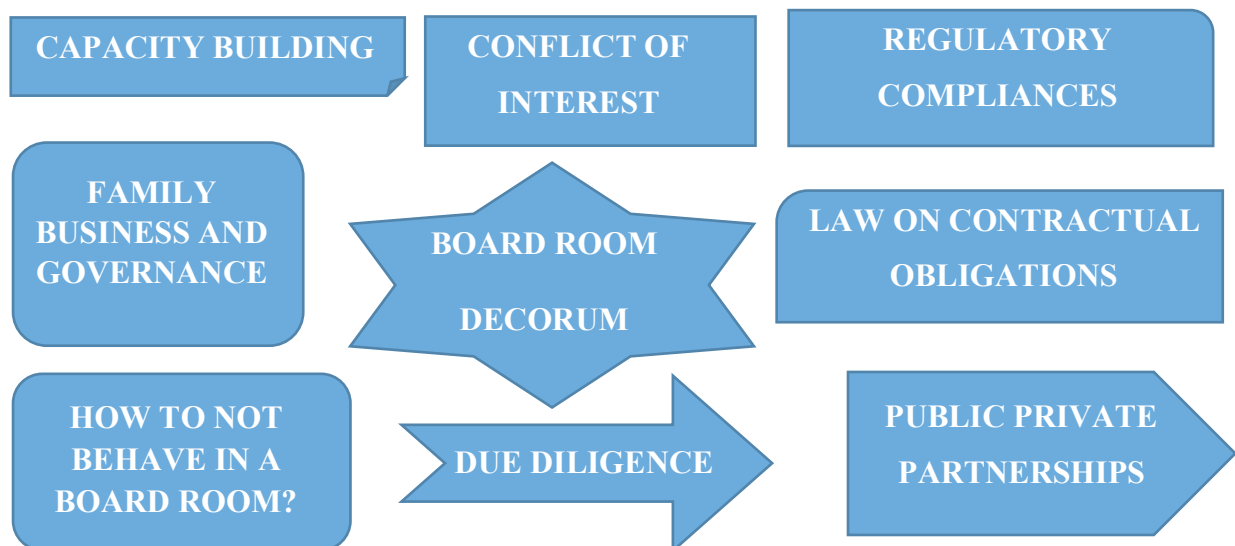 CAPACITY BUILDING
CONFLICT OF
INTEREST
REGULATORY
COMPLIANCES
FAMILY
BUSINESS AND
GOVERNANCE
BOARD ROOM
DECORUM
LAW ON CONTRACTUAL
OBLIGATIONS
HOW TO NOT
BEHAVE IN A
BOARD ROOM?
DUE DILIGENCE
PUBLIC PRIVATE
PARTNERSHIPS